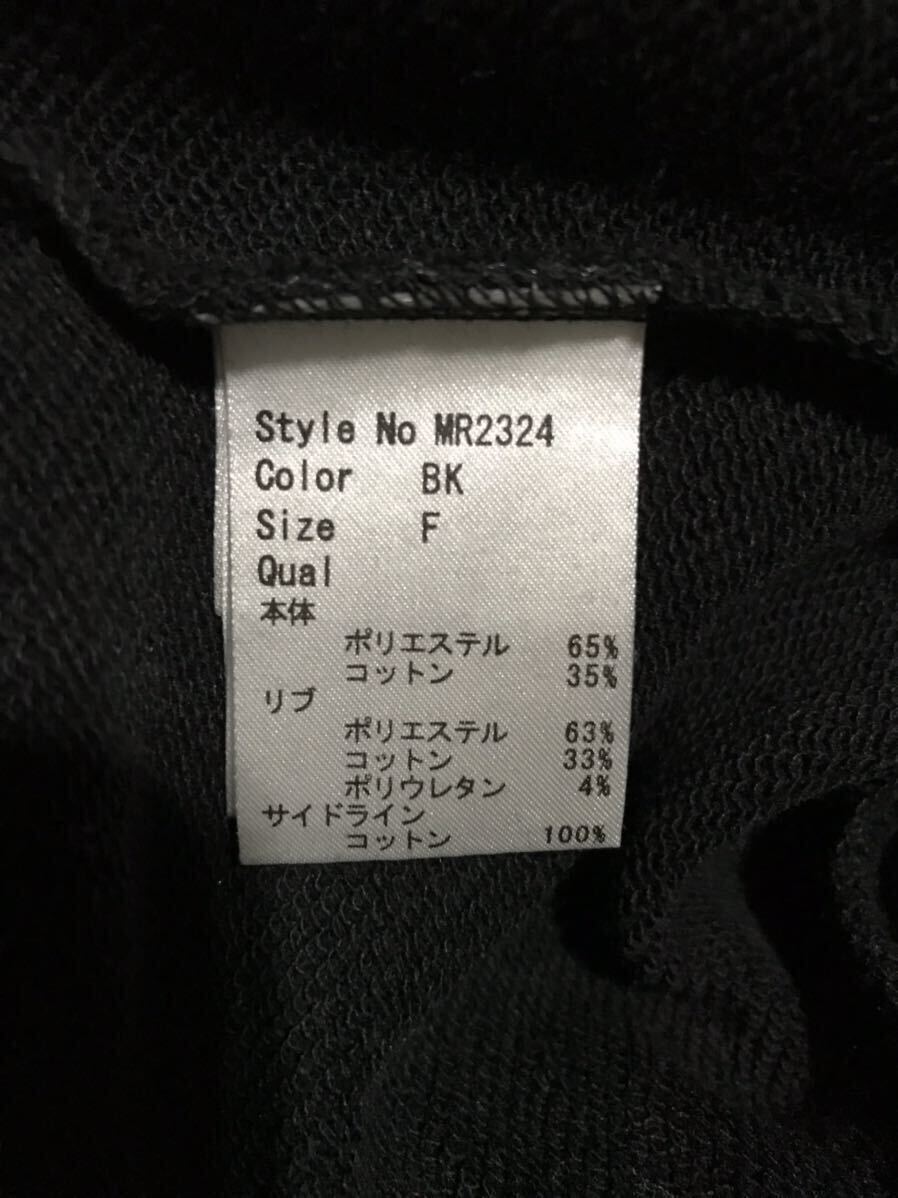 Style No MR2324
Color BK
Size F
Qual
本体
ポリエステル 65%
コットン 35%
リブ
ポリエステル 63%
コットン 33%
ポリウレタン 4%
サイドライン
コットン 100%